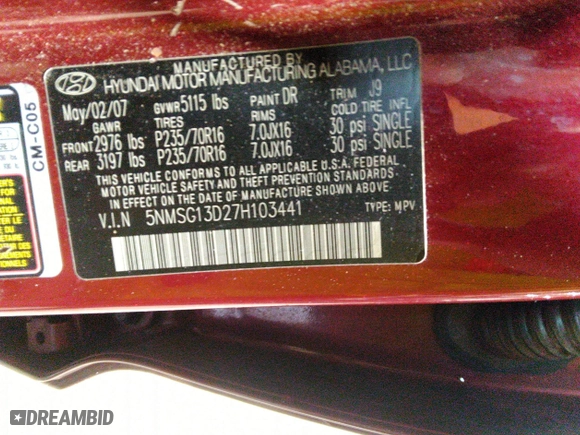 MANUFACTURED BY
HYUNDAI MOTOR MANUFACTURING ALABAMA, LLC
May/02/07 GVWR 5115 lbs PAINT DR TRIM J9
GAWR TIRES RIMS COLD TIRE INFL
FRONT 2976 lbs P235/70R16 7.0JX16 30 psi SINGLE
REAR 3197 lbs P235/70R16 7.0JX16 30 psi SINGLE
THIS VEHICLE CONFORMS TO ALL APPLICABLE U.S.A. FEDERAL
MOTOR VEHICLE SAFETY AND THEFT PREVENTION STANDARDS
IN EFFECT ON THE DATE OF MANUFACTURE SHOWN ABOVE.
V.I.N 5NMSG13D27H103441 TYPE: MPV
CM-C05
DREAMBID